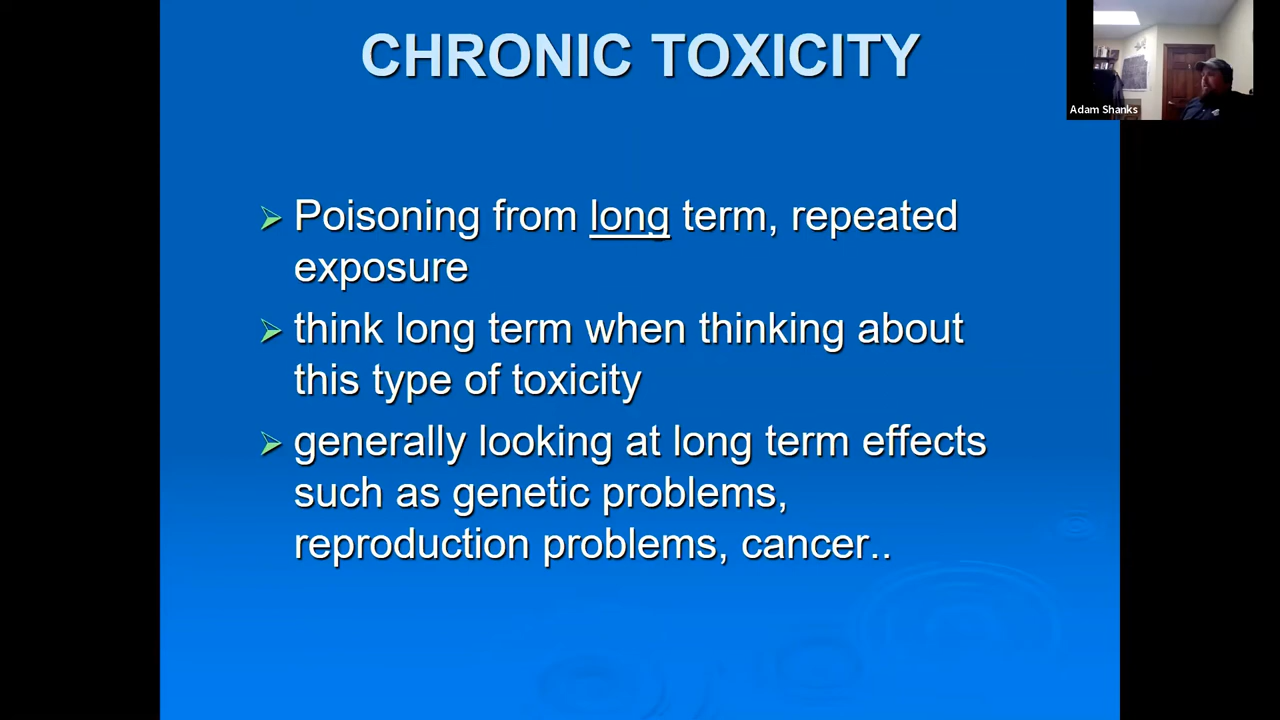 CHRONIC TOXICITY
Adam Shanks
Poisoning from long term, repeated
exposure
think long term when thinking about
this type of toxicity
generally looking at long term effects
such as genetic problems,
reproduction problems, cancer..